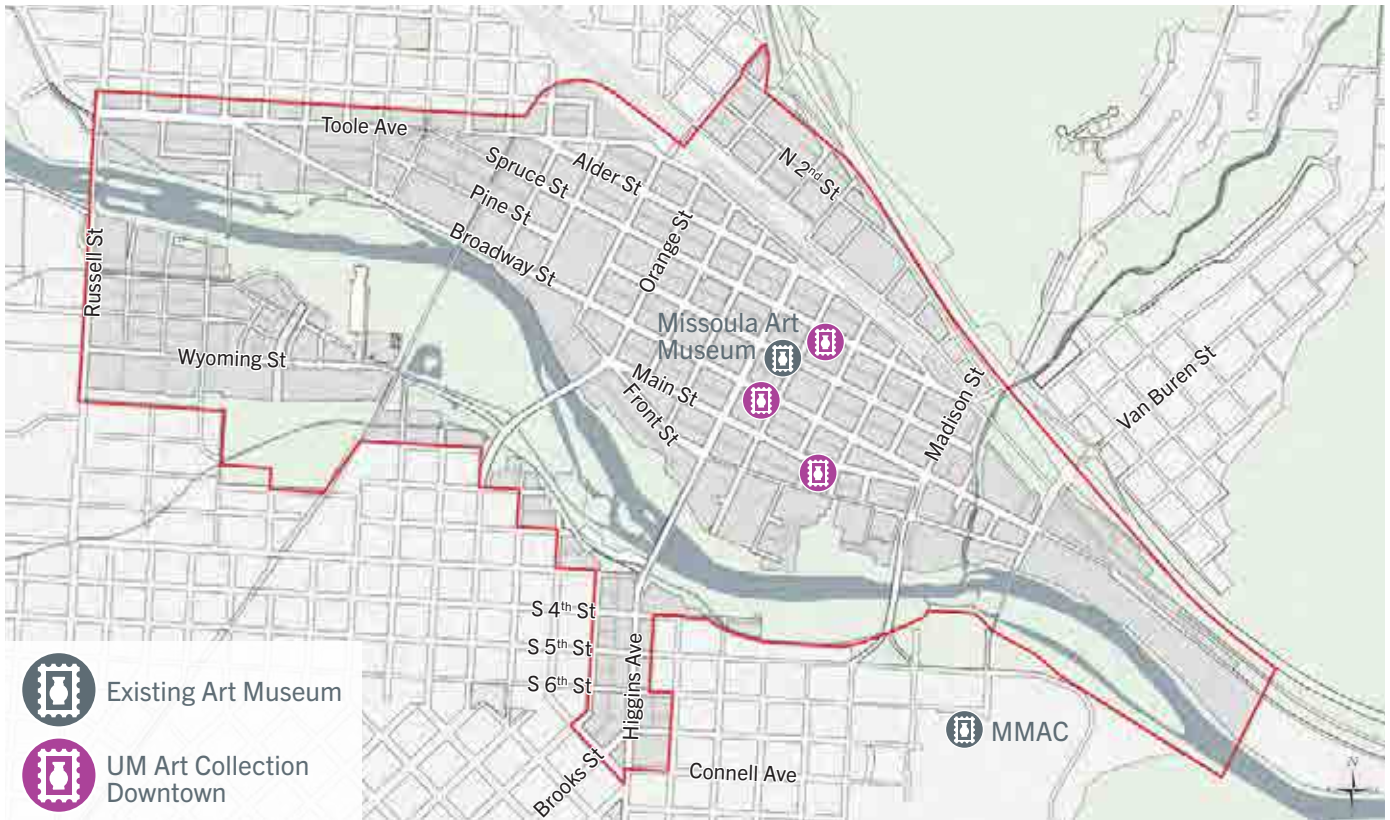 Toole Ave
Alder St
Spruce St
N 2nd St
Pine St
Broadway St
Orange St
Russell St
Missoula Art
Museum
Wyoming St
Main St
Front St
Madison St
Van Buren St
S 4th St
S 5th St
S 6th St
Higgins Ave
Brooks St
Connell Ave
MMAC
N
Existing Art Museum
UM Art Collection
Downtown